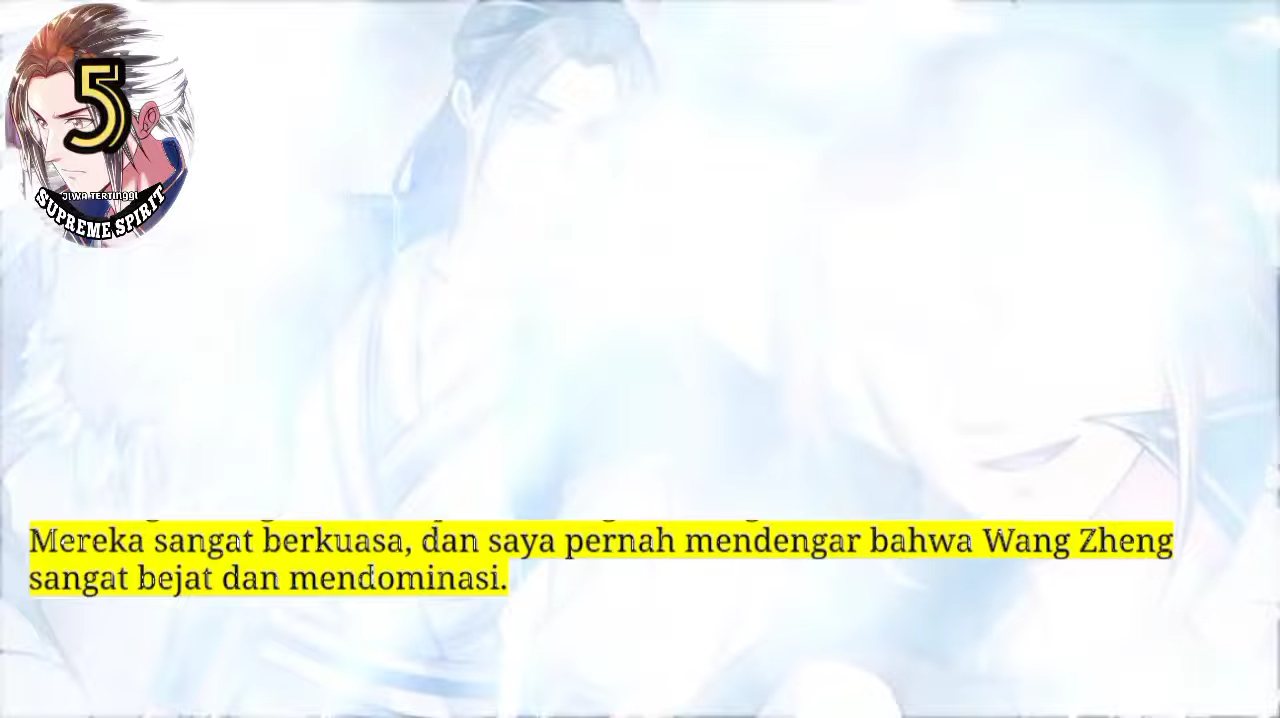 5
JIWA TERTINGGI
SUPREME SPIRIT
Mereka sangat berkuasa, dan saya pernah mendengar bahwa Wang Zheng
sangat bejat dan mendominasi.